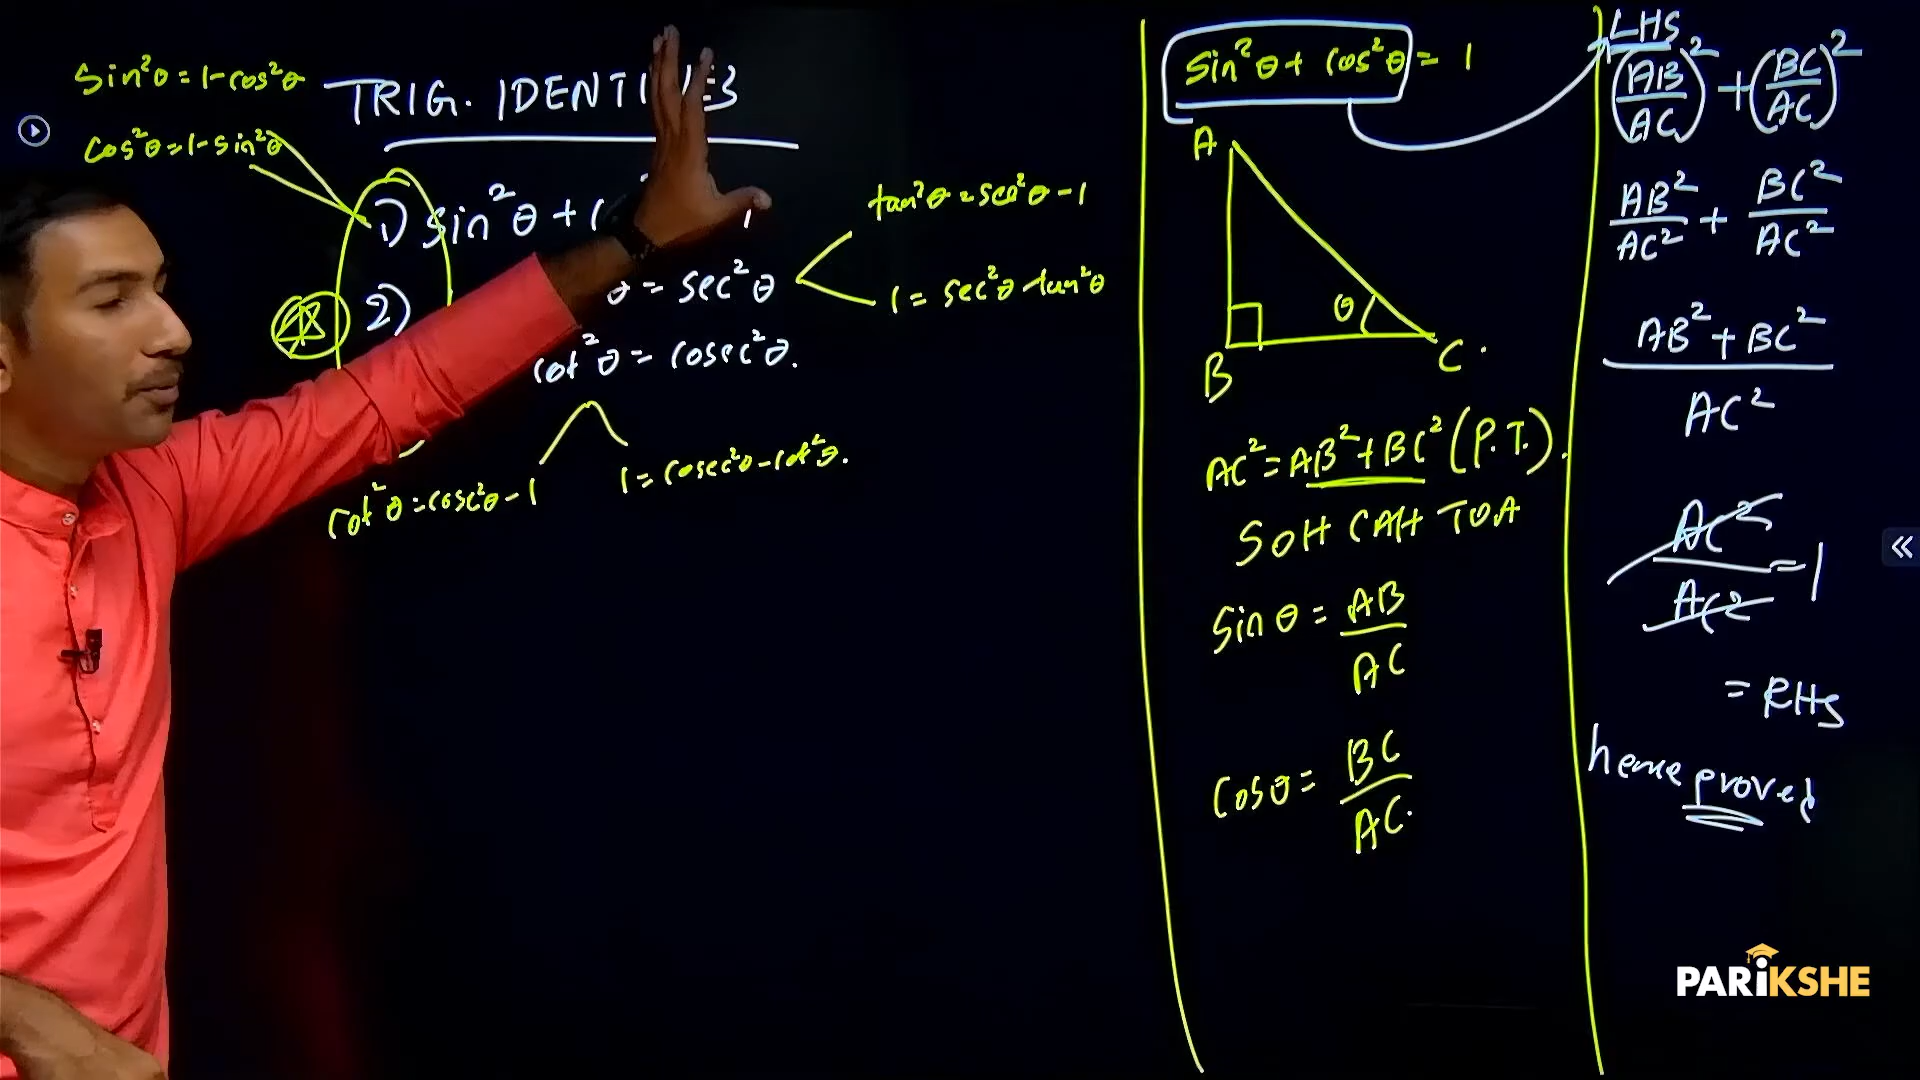 sin²θ = 1 - cos²θ
cos²θ = 1 - sin²θ
TRIG. IDENTI
1) sin²θ + 1
2) θ = sec²θ
cot²θ = cosec²θ.
tan²θ = sec²θ - 1
1 = sec²θ - tan²θ
cot²θ = cosec²θ - 1
1 = cosec²θ - cot²θ.
sin²θ + cos²θ = 1
A
θ
B
C.
AC² = AB² + BC² (P.T.).
SOH CAH TOA
sin θ = AB/AC
cosθ = BC/AC.
LHS
(AB/AC)² + (BC/AC)²
AB²/AC² + BC²/AC²
AB² + BC²
AC²
AC²/AC² = 1
= RHS
hence proved
PARiKSHE